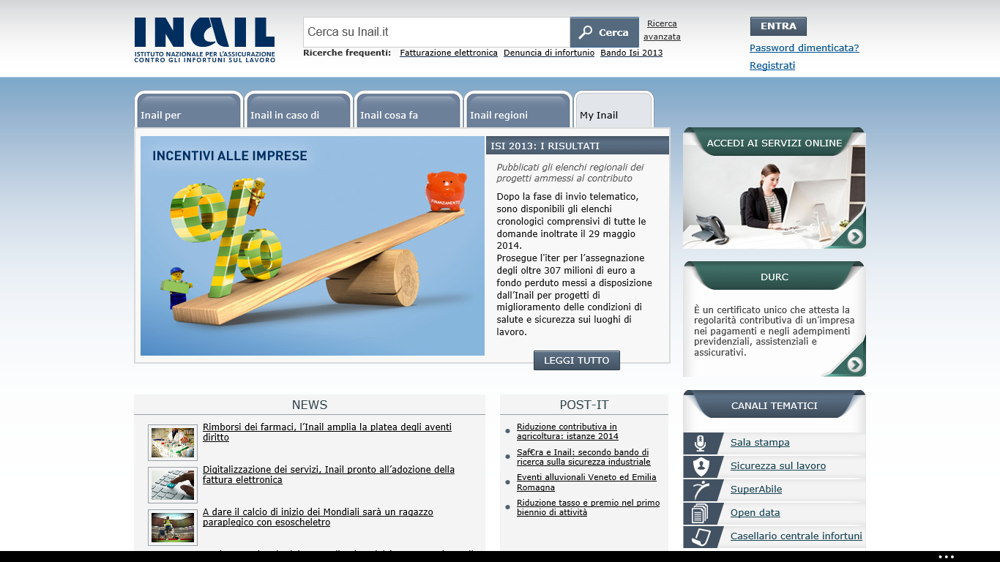 INAIL
ISTITUTO NAZIONALE PER L'ASSICURAZIONE
CONTRO GLI INFORTUNI SUL LAVORO
Cerca su Inail.it
Cerca
Ricerca
avanzata
Ricerche frequenti: Fatturazione elettronica Denuncia di infortunio Bando Isi 2013
ENTRA
Password dimenticata?
Registrati
Inail per
Inail in caso di
Inail cosa fa
Inail regioni
My Inail
INCENTIVI ALLE IMPRESE
%
FINANZIAMENTO
ISI 2013: I RISULTATI
Pubblicati gli elenchi regionali dei
progetti ammessi al contributo
Dopo la fase di invio telematico,
sono disponibili gli elenchi
cronologici comprensivi di tutte le
domande inoltrate il 29 maggio
2014.
Prosegue l'iter per l’assegnazione
degli oltre 307 milioni di euro a
fondo perduto messi a disposizione
dall’Inail per progetti di
miglioramento delle condizioni di
salute e sicurezza sui luoghi di
lavoro.
LEGGI TUTTO
ACCEDI AI SERVIZI ONLINE
DURC
È un certificato unico che attesta la
regolarità contributiva di un'impresa
nei pagamenti e negli adempimenti
previdenziali, assistenziali e
assicurativi.
NEWS
Rimborsi dei farmaci, l’Inail amplia la platea degli aventi
diritto
Digitalizzazione dei servizi, Inail pronto all’adozione della
fattura elettronica
A dare il calcio di inizio dei Mondiali sarà un ragazzo
paraplegico con esoscheletro
POST-IT
Riduzione contributiva in
agricoltura: istanze 2014
Saf€ra e Inail: secondo bando di
ricerca sulla sicurezza industriale
Eventi alluvionali Veneto ed Emilia
Romagna
Riduzione tasso e premio nel primo
biennio di attività
CANALI TEMATICI
Sala stampa
Sicurezza sul lavoro
SuperAbile
Open data
Casellario centrale infortuni